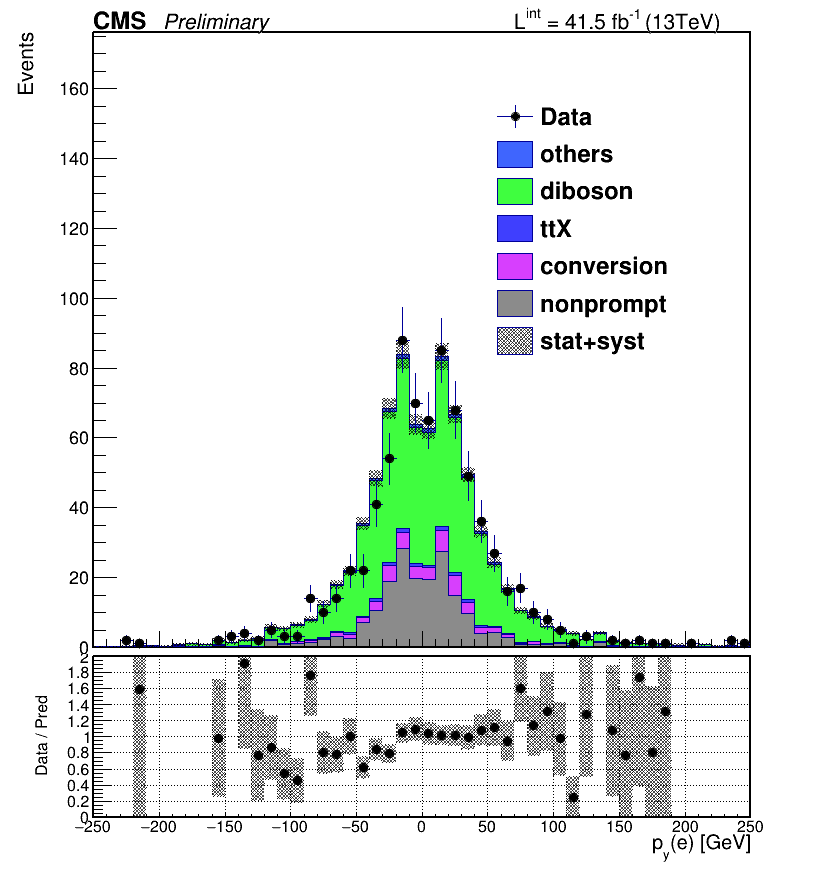 CMS Preliminary L^int = 41.5 fb^-1 (13TeV)
Events
160
140
120
100
80
60
40
20
0
Data
others
diboson
ttX
conversion
nonprompt
stat+syst
Data / Pred
2
1.8
1.6
1.4
1.2
1
0.8
0.6
0.4
0.2
0
−250 −200 −150 −100 −50 0 50 100 150 200 250
p_y(e) [GeV]